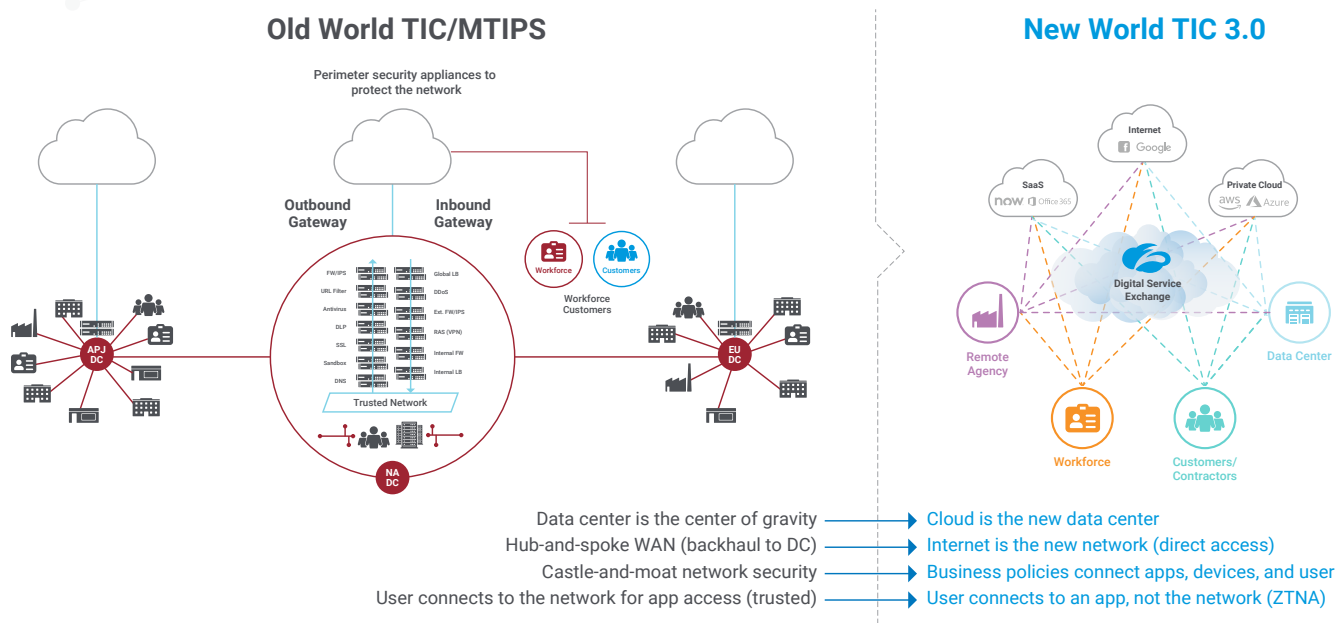 Old World TIC/MTIPS
New World TIC 3.0
Perimeter security appliances to
protect the network
Outbound
Gateway
Inbound
Gateway
FW/IPS
URL Filter
Antivirus
DLP
SSL
Sandbox
DNS
Global LB
DDoS
Ext. FW/IPS
RAS (VPN)
Internal FW
Internal LB
Trusted Network
Workforce
Customers
Workforce
Customers
APJ
DC
NA
DC
EU
DC
Internet
Google
SaaS
now Office 365
Private Cloud
aws Azure
Digital Service
Exchange
Remote
Agency
Data Center
Workforce
Customers/
Contractors
Data center is the center of gravity
Cloud is the new data center
Hub-and-spoke WAN (backhaul to DC)
Internet is the new network (direct access)
Castle-and-moat network security
Business policies connect apps, devices, and user
User connects to the network for app access (trusted)
User connects to an app, not the network (ZTNA)